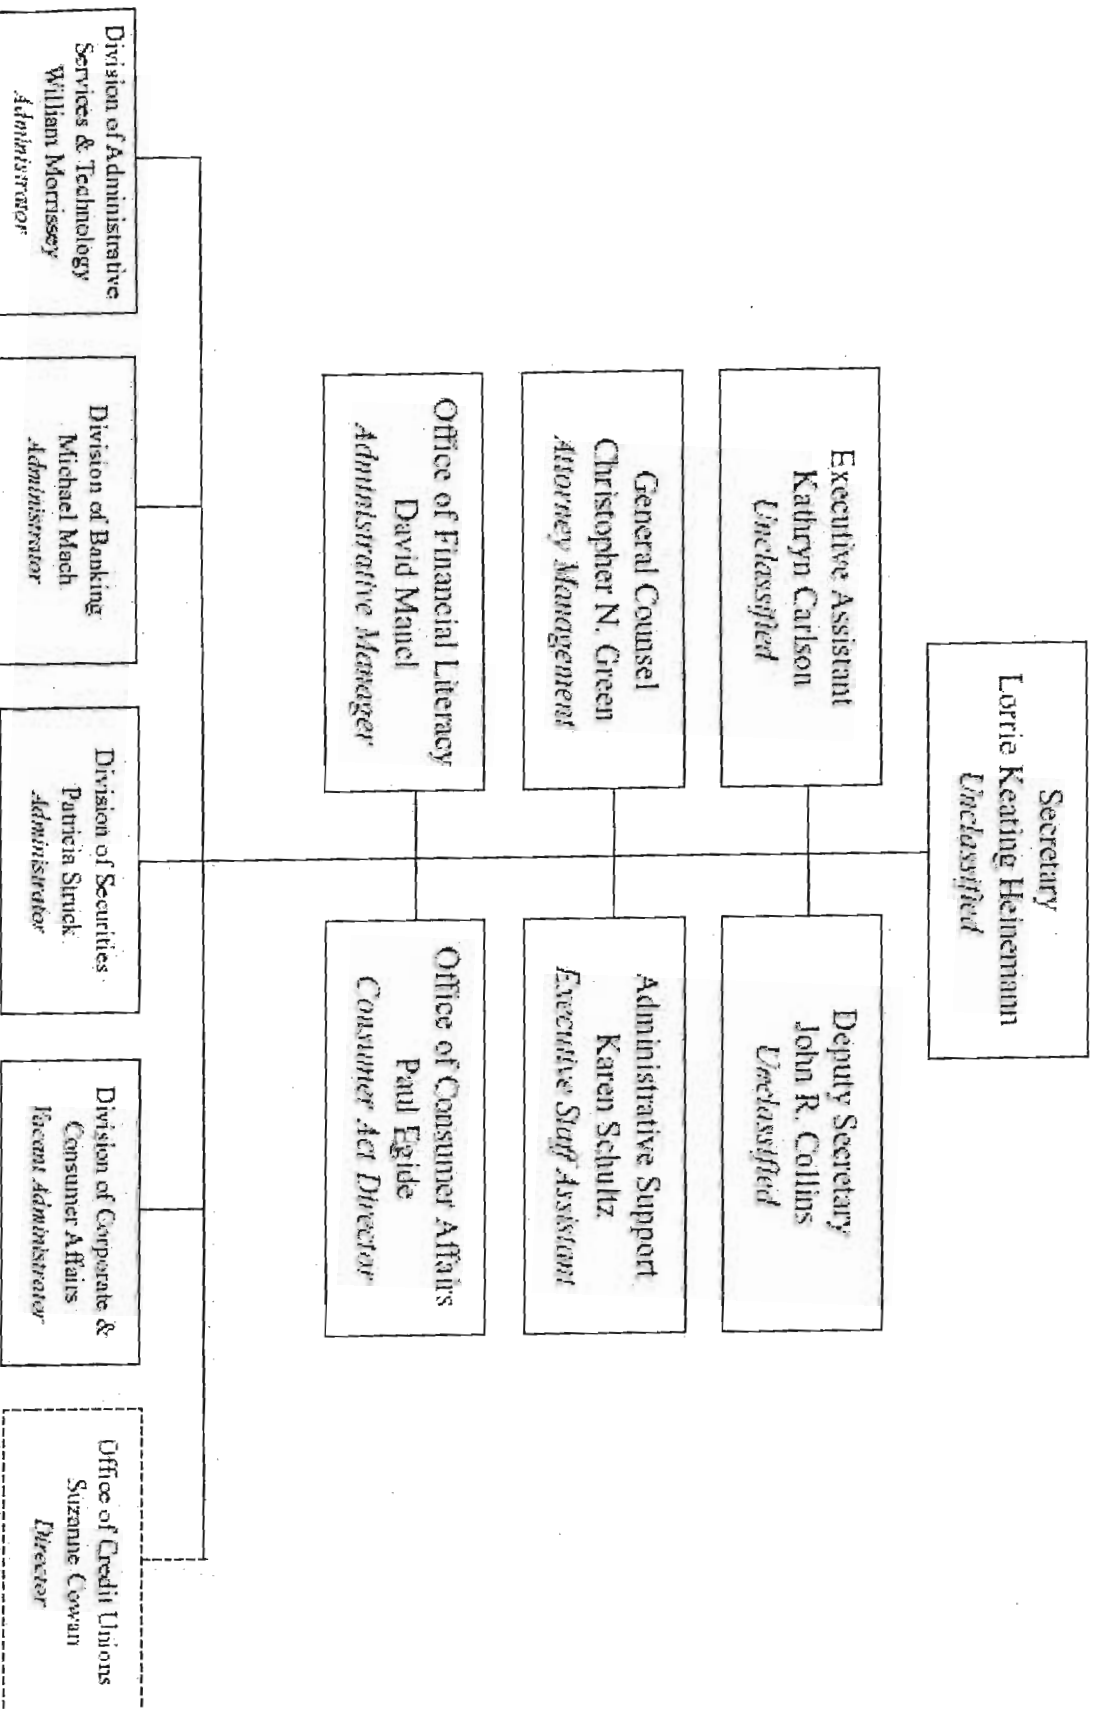 Secretary
Lorrie Keating Heinemann
Unclassified
Executive Assistant
Kathryn Carlson
Unclassified
Deputy Secretary
John R. Collins
Unclassified
General Counsel
Christopher N. Green
Attorney Management
Administrative Support
Karen Schultz
Executive Staff Assistant
Office of Financial Literacy
David Mancl
Administrative Manager
Office of Consumer Affairs
Paul Egide
Consumer Act Director
Division of Administrative
Services & Technology
William Morrissey
Administrator
Division of Banking
Michael Mach
Administrator
Division of Securities
Patricia Struck
Administrator
Division of Corporate &
Consumer Affairs
Vacant Administrator
Office of Credit Unions
Suzanne Cowan
Director